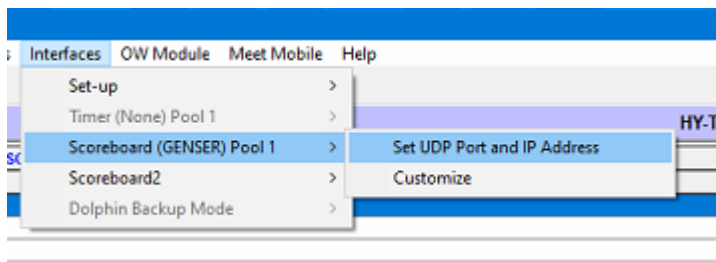 Interfaces OW Module Meet Mobile Help
Set-up
Timer (None) Pool 1
HY-T
Scoreboard (GENSER) Pool 1
Set UDP Port and IP Address
Scoreboard2
Customize
Dolphin Backup Mode